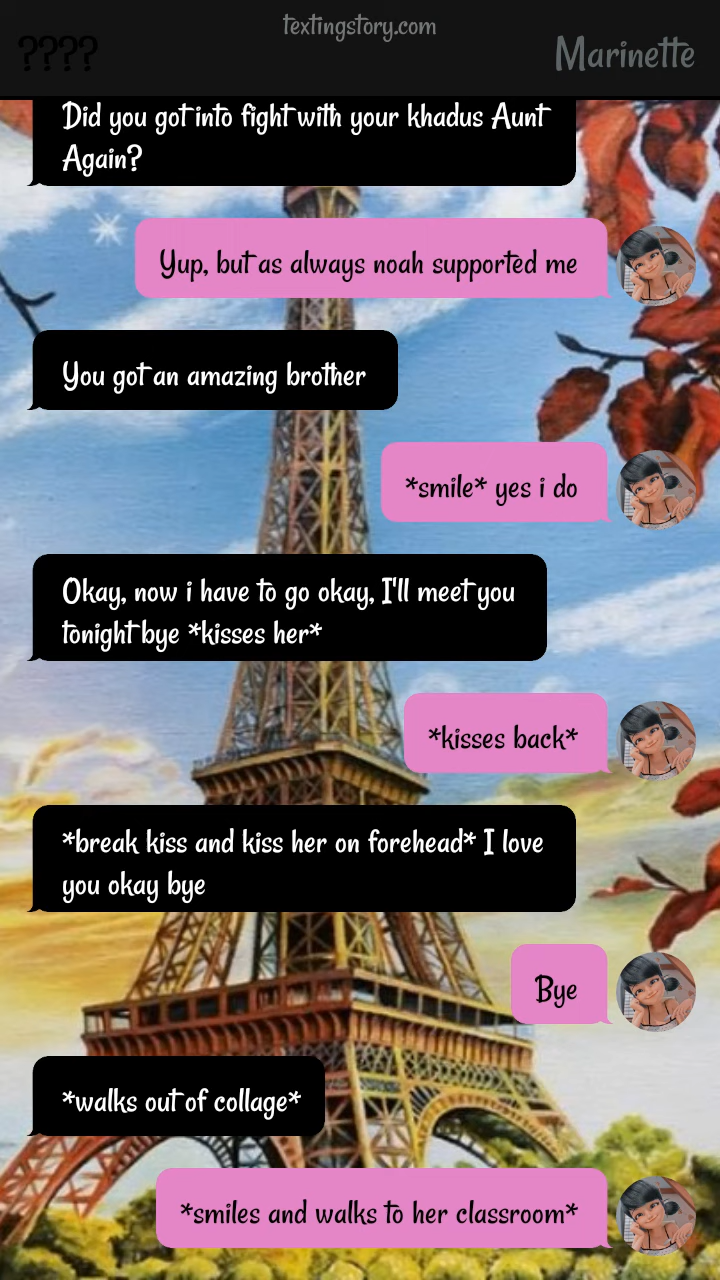 textingstory.com
???? Marinette
Did you got into fight with your khadus Aunt
Again?
Yup, but as always noah supported me
You got an amazing brother
*smile* yes i do
Okay, now i have to go okay, I'll meet you
tonight bye *kisses her*
*kisses back*
*break kiss and kiss her on forehead* I love
you okay bye
Bye
*walks out of collage*
*smiles and walks to her classroom*